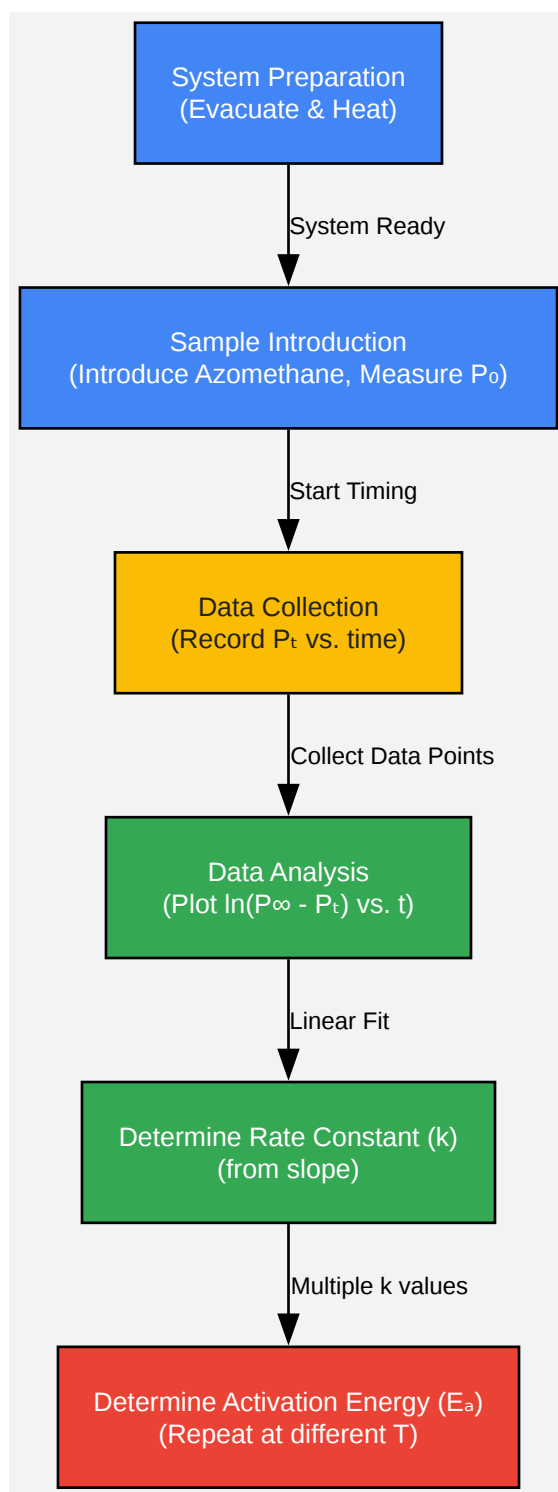 System Preparation
(Evacuate & Heat)
System Ready
Sample Introduction
(Introduce Azomethane, Measure P₀)
Start Timing
Data Collection
(Record Pₜ vs. time)
Collect Data Points
Data Analysis
(Plot ln(P∞ - Pₜ) vs. t)
Linear Fit
Determine Rate Constant (k)
(from slope)
Multiple k values
Determine Activation Energy (Eₐ)
(Repeat at different T)